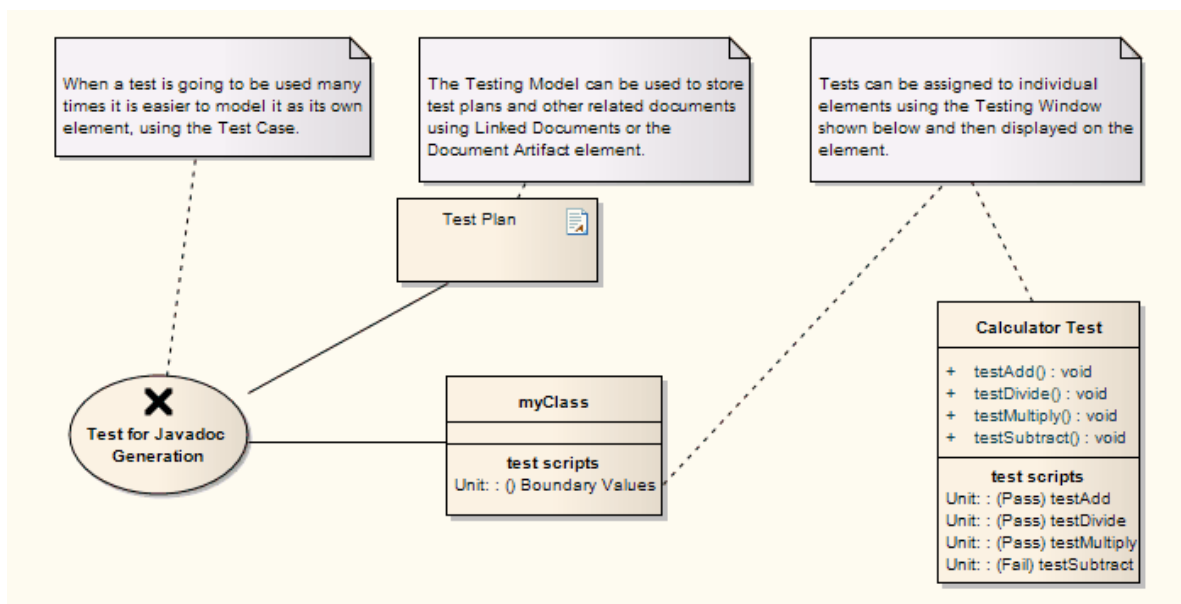 When a test is going to be used many
times it is easier to model it as its own
element, using the Test Case.
The Testing Model can be used to store
test plans and other related documents
using Linked Documents or the
Document Artifact element.
Tests can be assigned to individual
elements using the Testing Window
shown below and then displayed on the
element.
Test Plan
Test for Javadoc
Generation
myClass
test scripts
Unit: : () Boundary Values
Calculator Test
+ testAdd() : void
+ testDivide() : void
+ testMultiply() : void
+ testSubtract() : void
test scripts
Unit: : (Pass) testAdd
Unit: : (Pass) testDivide
Unit: : (Pass) testMultiply
Unit: : (Fail) testSubtract